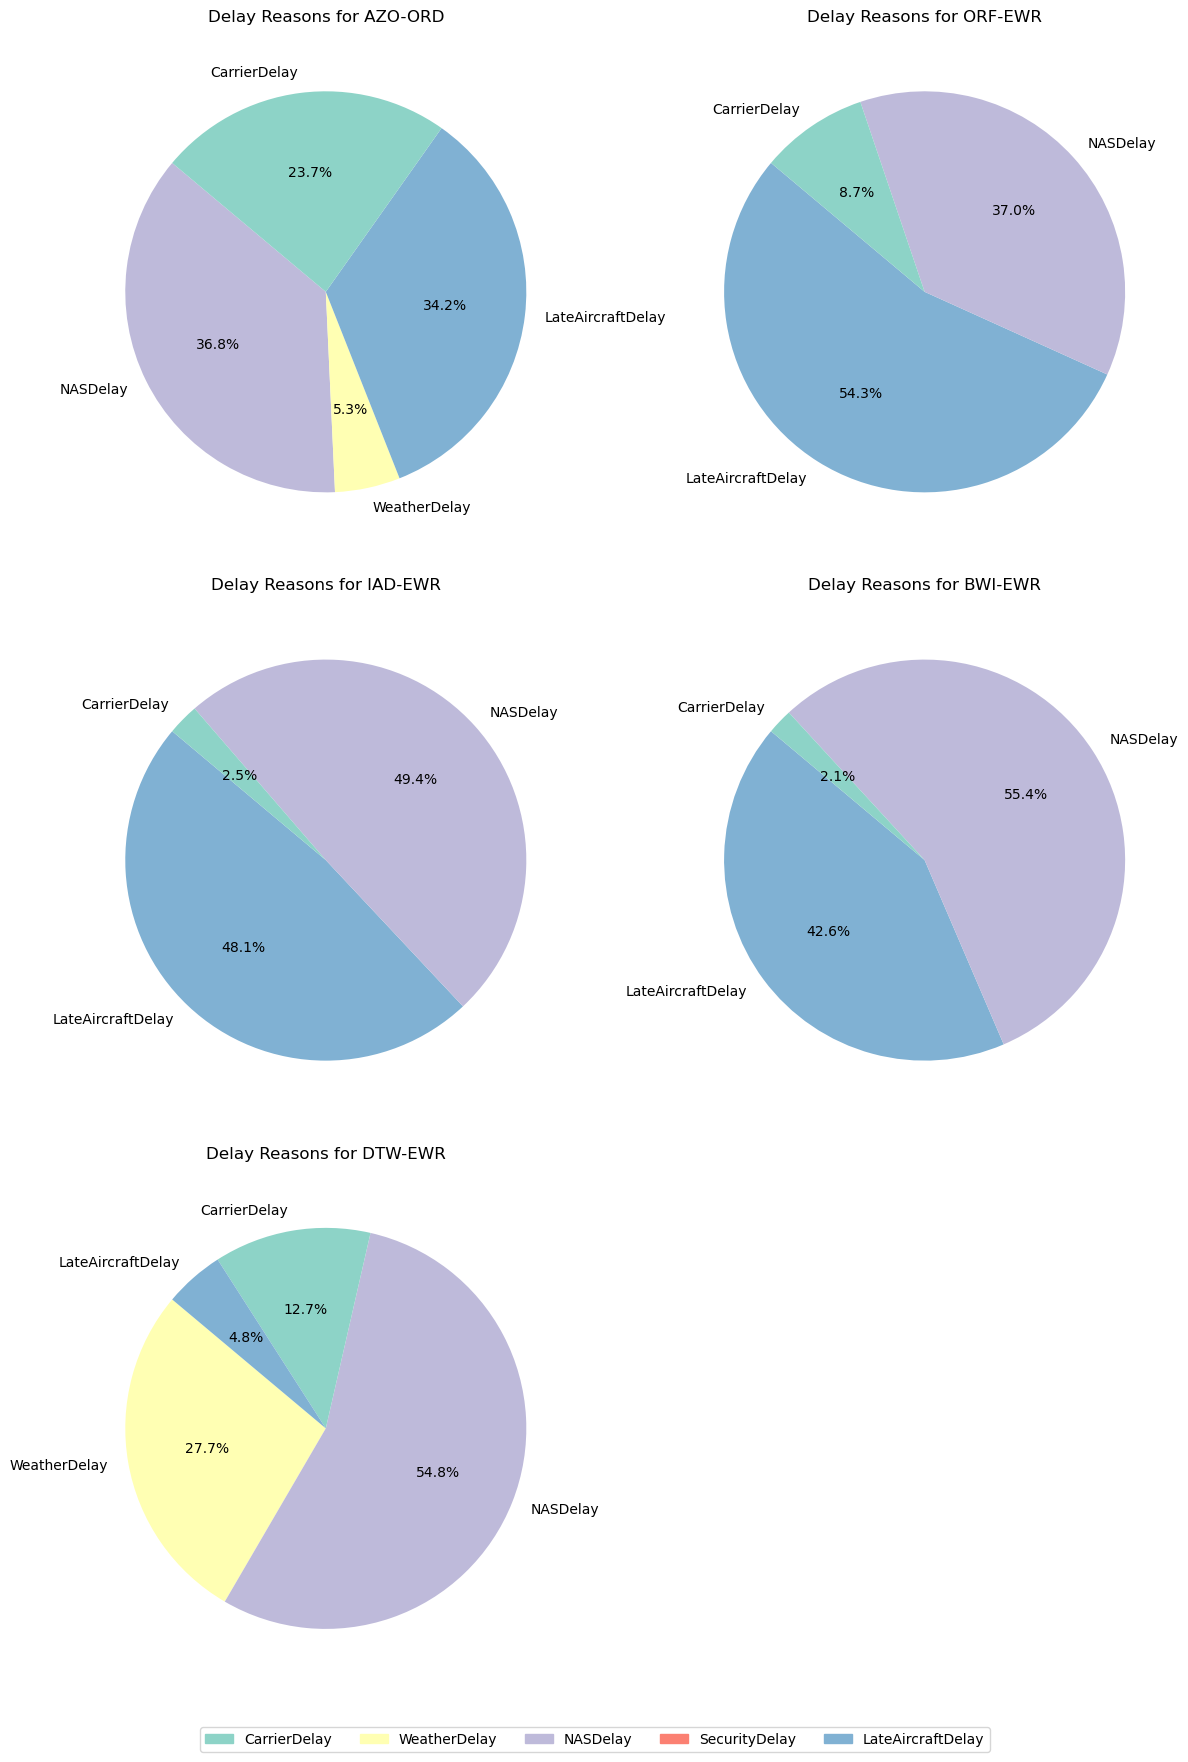 Delay Reasons for AZO-ORD
CarrierDelay
23.7%
34.2%
LateAircraftDelay
36.8%
NASDelay
5.3%
WeatherDelay
Delay Reasons for ORF-EWR
CarrierDelay
NASDelay
8.7%
37.0%
54.3%
LateAircraftDelay
Delay Reasons for IAD-EWR
CarrierDelay
NASDelay
2.5%
49.4%
48.1%
LateAircraftDelay
Delay Reasons for BWI-EWR
CarrierDelay
NASDelay
2.1%
55.4%
42.6%
LateAircraftDelay
Delay Reasons for DTW-EWR
CarrierDelay
LateAircraftDelay
12.7%
4.8%
27.7%
WeatherDelay
54.8%
NASDelay
CarrierDelay WeatherDelay NASDelay SecurityDelay LateAircraftDelay